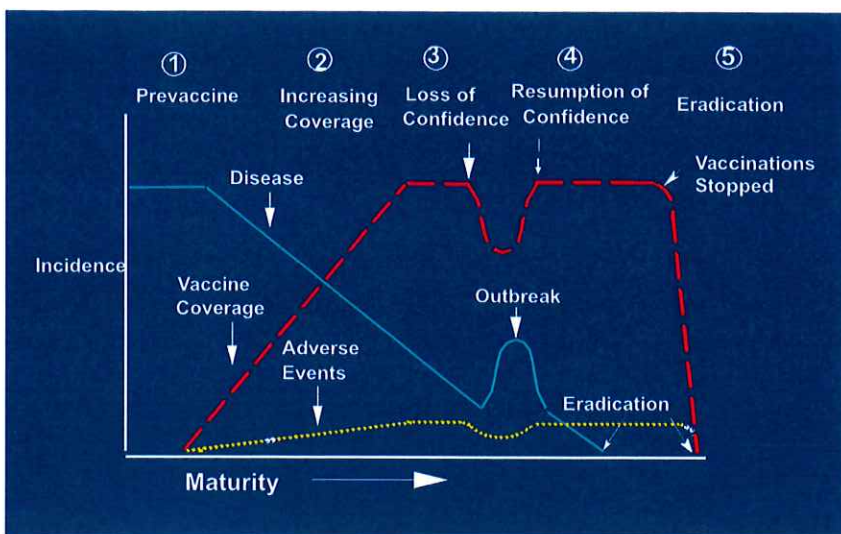 ① ② ③ ④ ⑤
Prevaccine
Increasing
Coverage
Loss of
Confidence
Resumption of
Confidence
Eradication
Disease
Vaccinations
Stopped
Incidence
Vaccine
Coverage
Outbreak
Adverse
Events
Eradication
Maturity